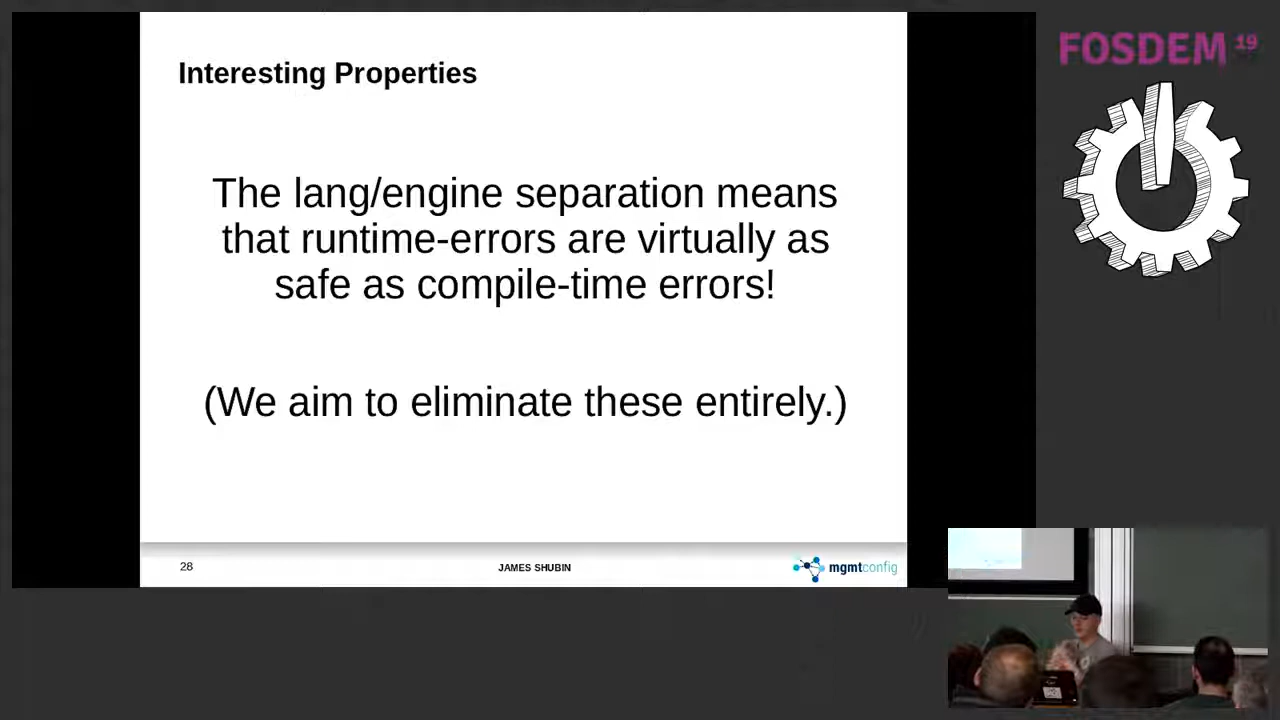 FOSDEM 19
Interesting Properties
The lang/engine separation means
that runtime-errors are virtually as
safe as compile-time errors!
(We aim to eliminate these entirely.)
28
JAMES SHUBIN
mgmtconfig